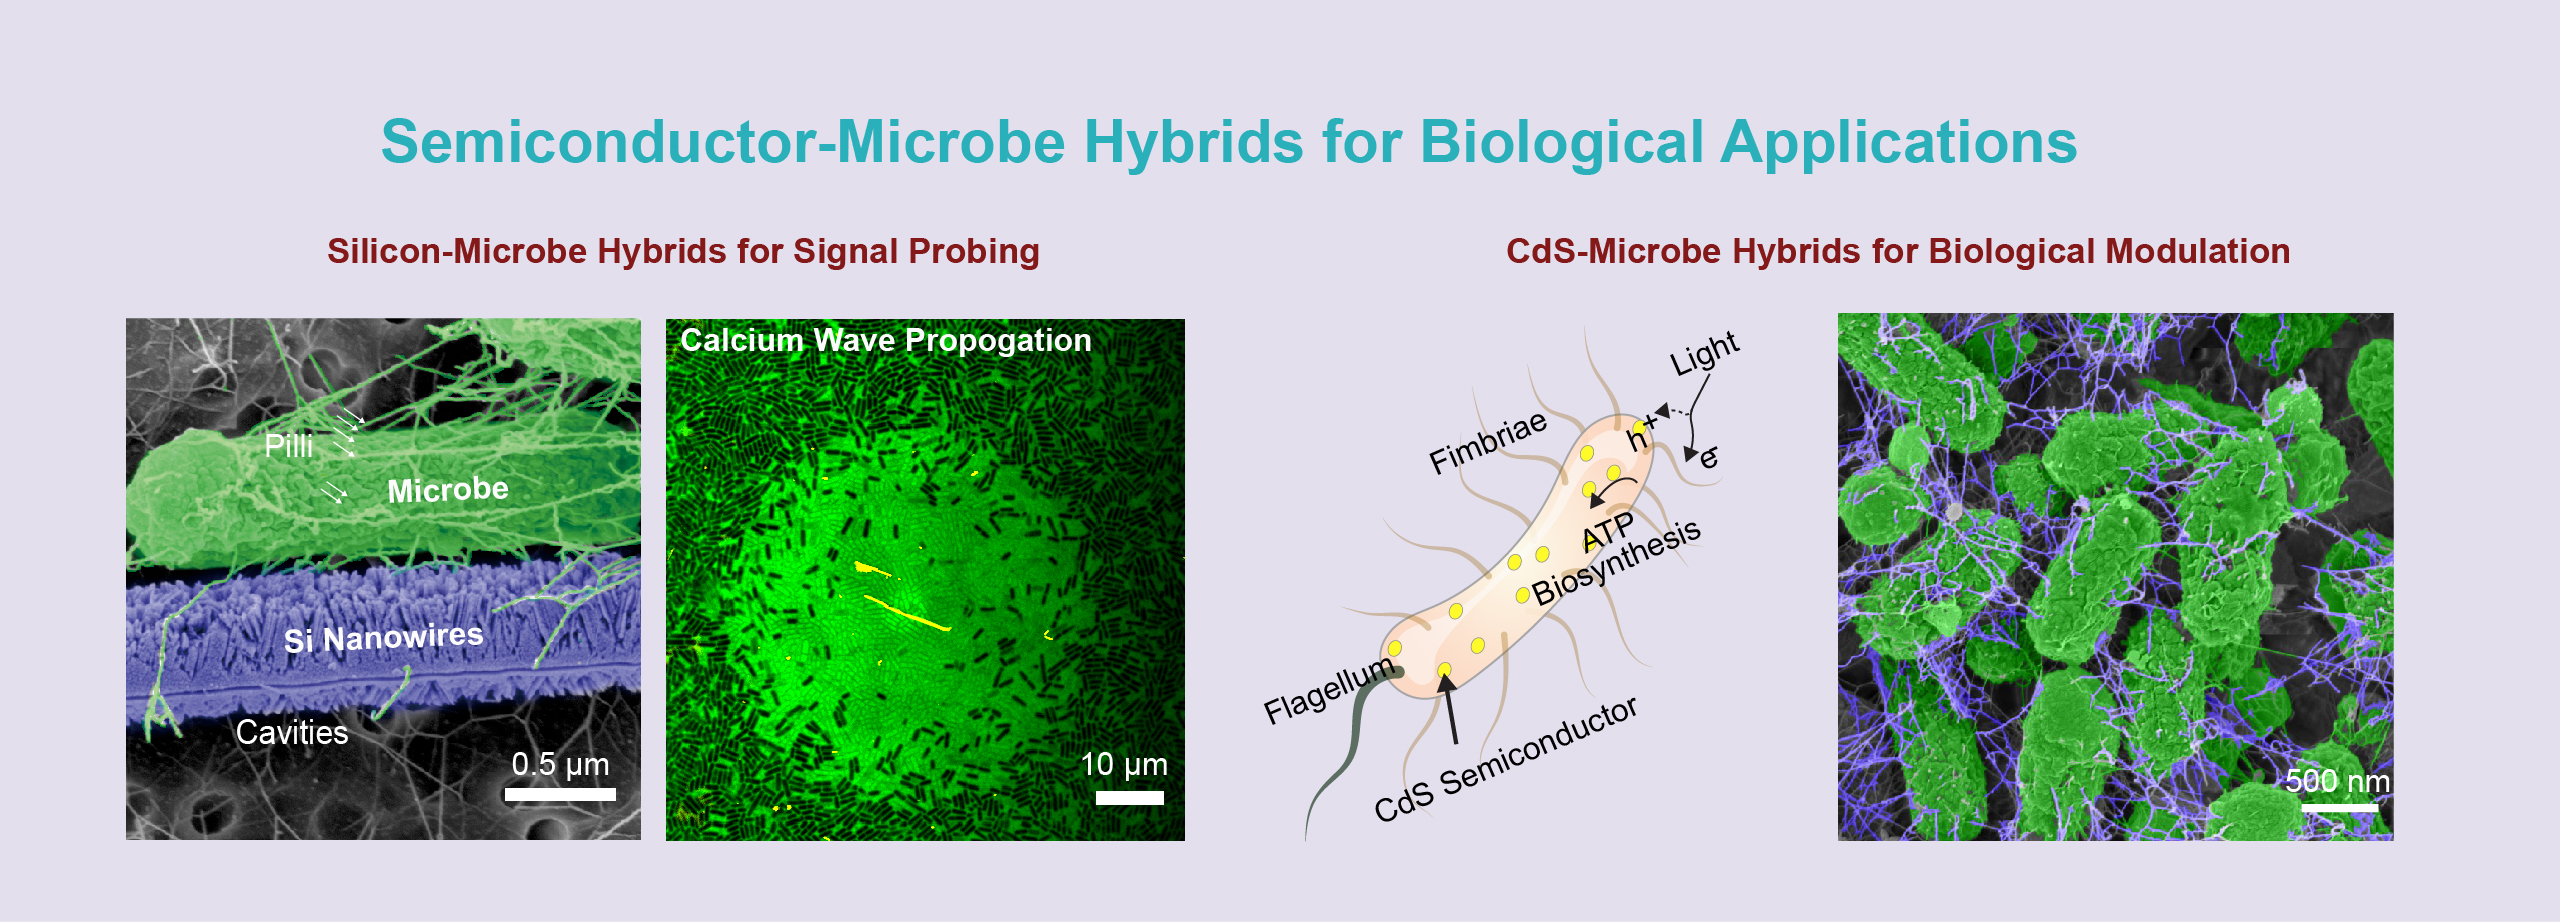 Semiconductor-Microbe Hybrids for Biological Applications
Silicon-Microbe Hybrids for Signal Probing
CdS-Microbe Hybrids for Biological Modulation
Pilli
Microbe
Si Nanowires
Cavities
0.5 μm
Calcium Wave Propogation
10 μm
Light
h+
e-
Fimbriae
ATP
Biosynthesis
Flagellum
CdS Semiconductor
500 nm